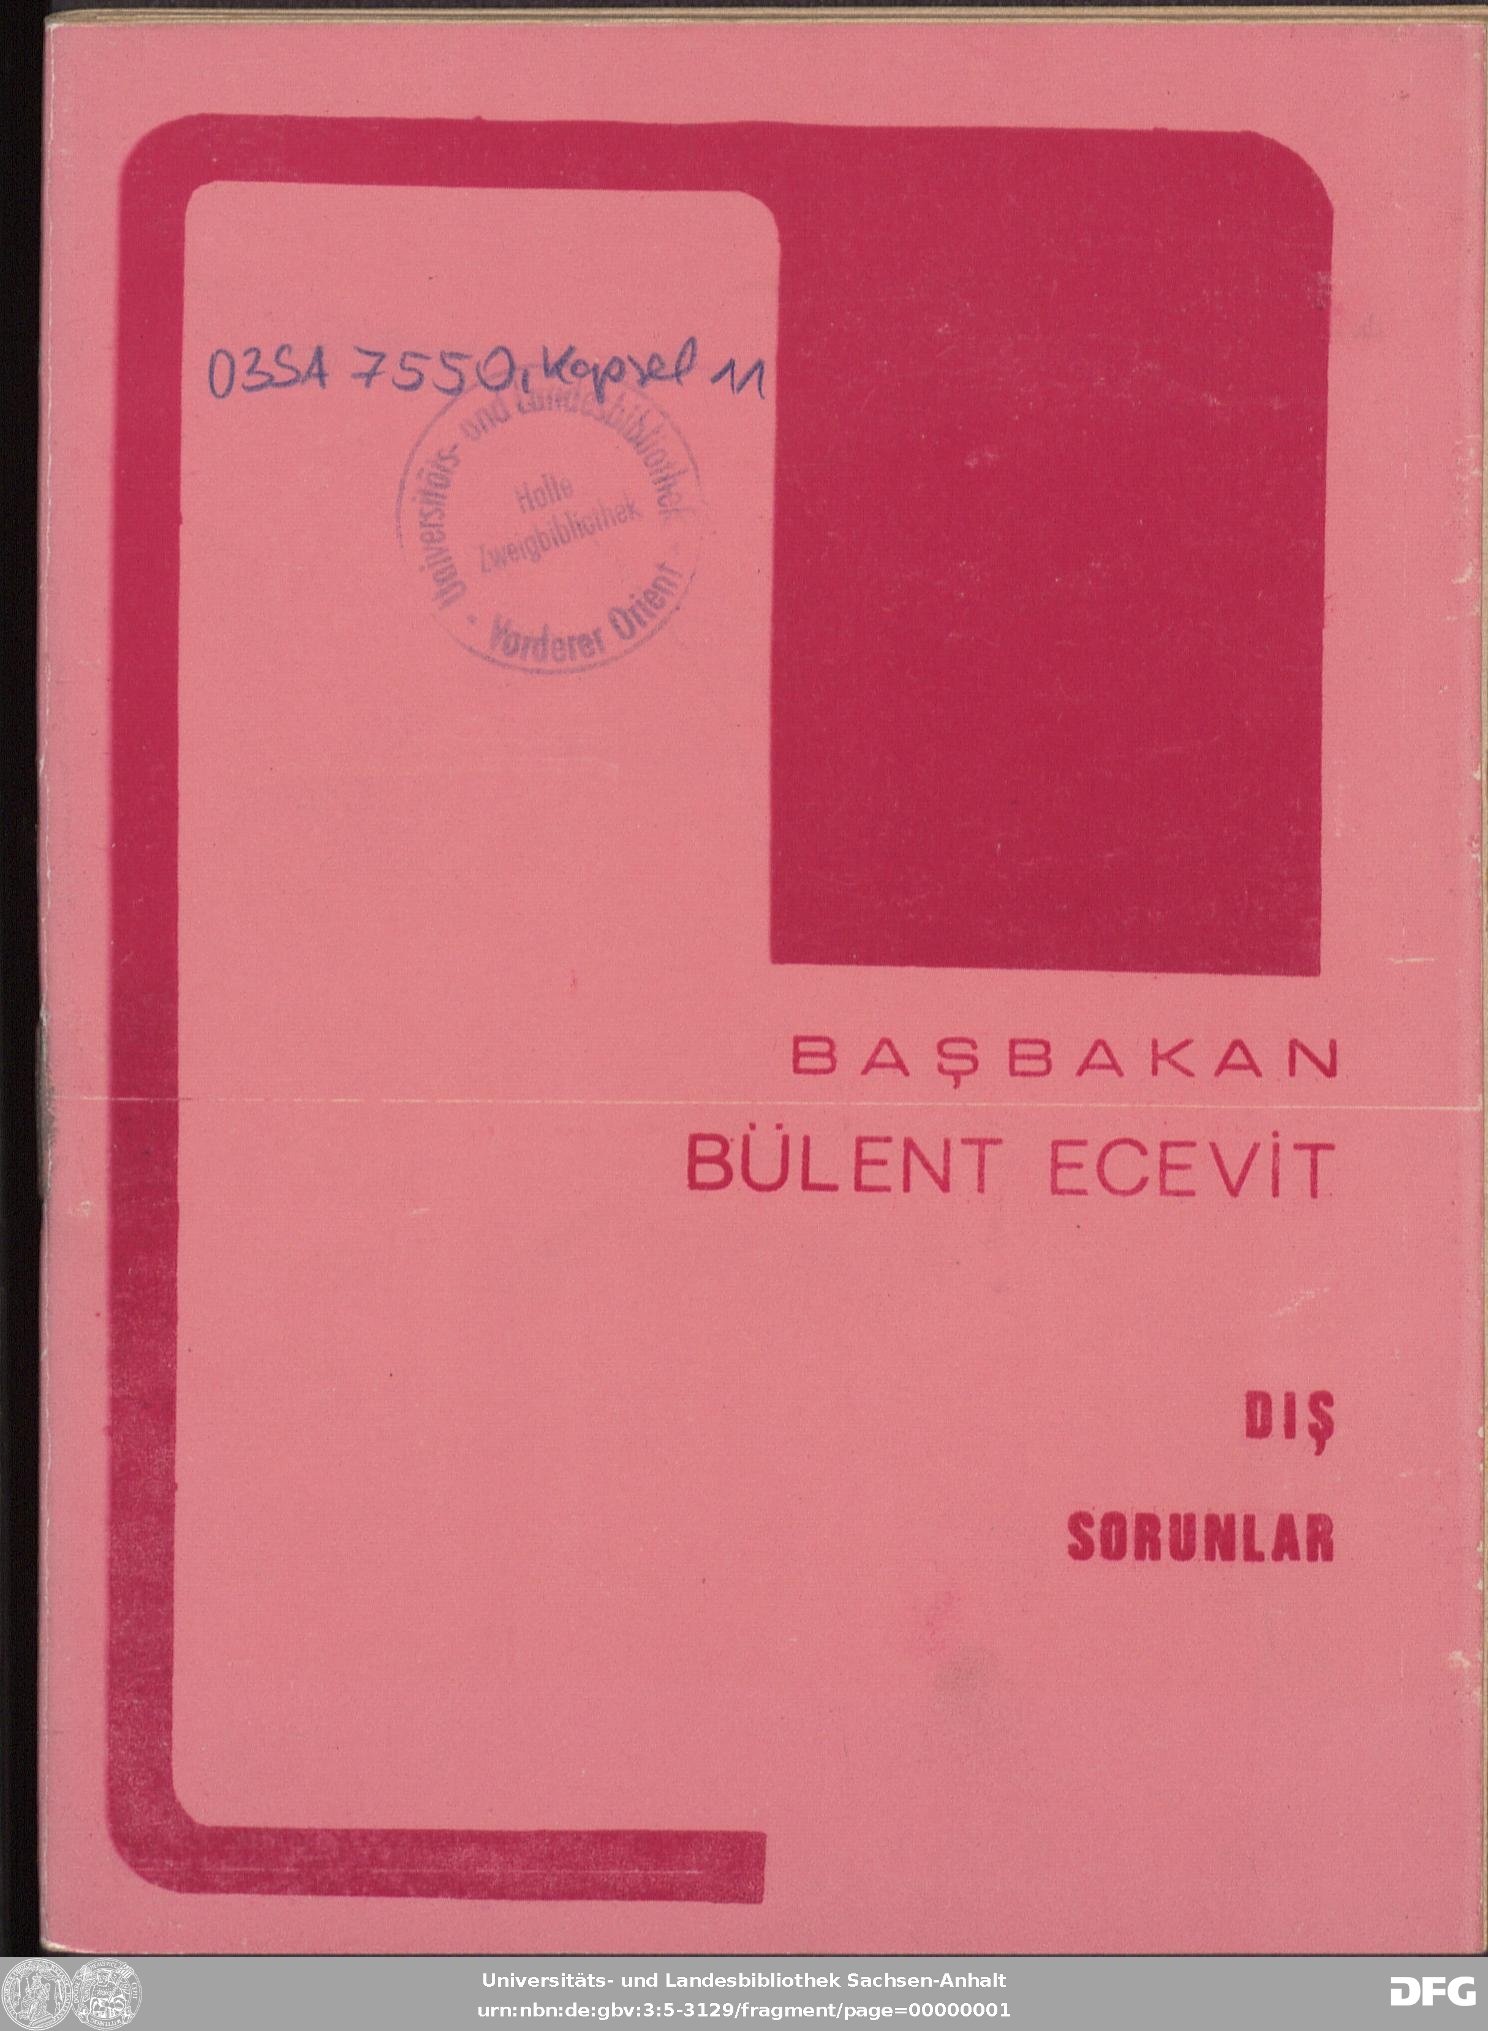 03SA 7550, Kapsel 11
Universitäts- und Landesbibliothek
Halle
Zweigbibliothek
Vorderer Orient
BAŞBAKAN
BÜLENT ECEVİT
DIŞ
SORUNLAR
Universitäts- und Landesbibliothek Sachsen-Anhalt
urn:nbn:de:gbv:3:5-3129/fragment/page=00000001
DFG